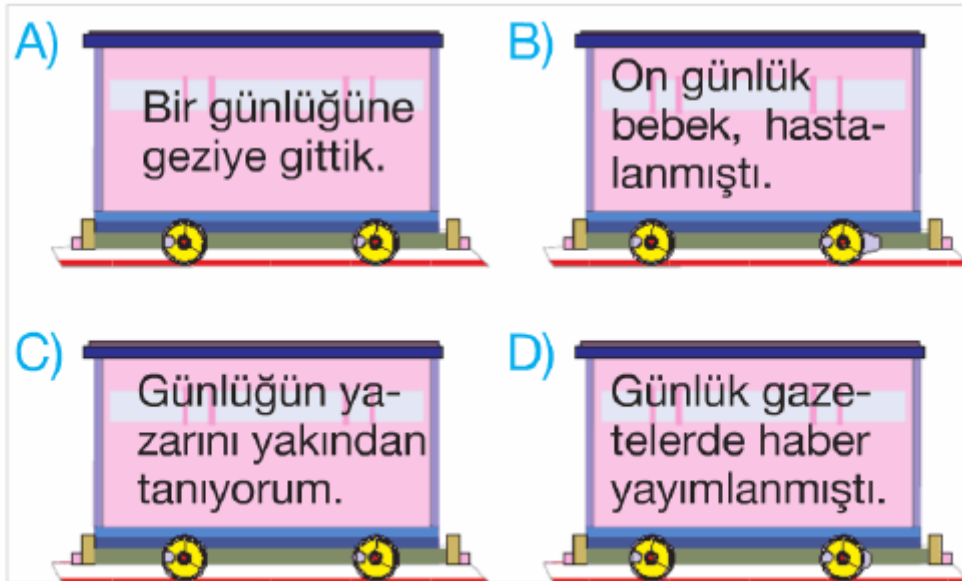 A)
Bir günlüğüne
geziye gittik.
B)
On günlük
bebek, hasta-
lanmıştı.
C)
Günlüğün ya-
zarını yakından
tanıyorum.
D)
Günlük gaze-
telerde haber
yayımlanmıştı.